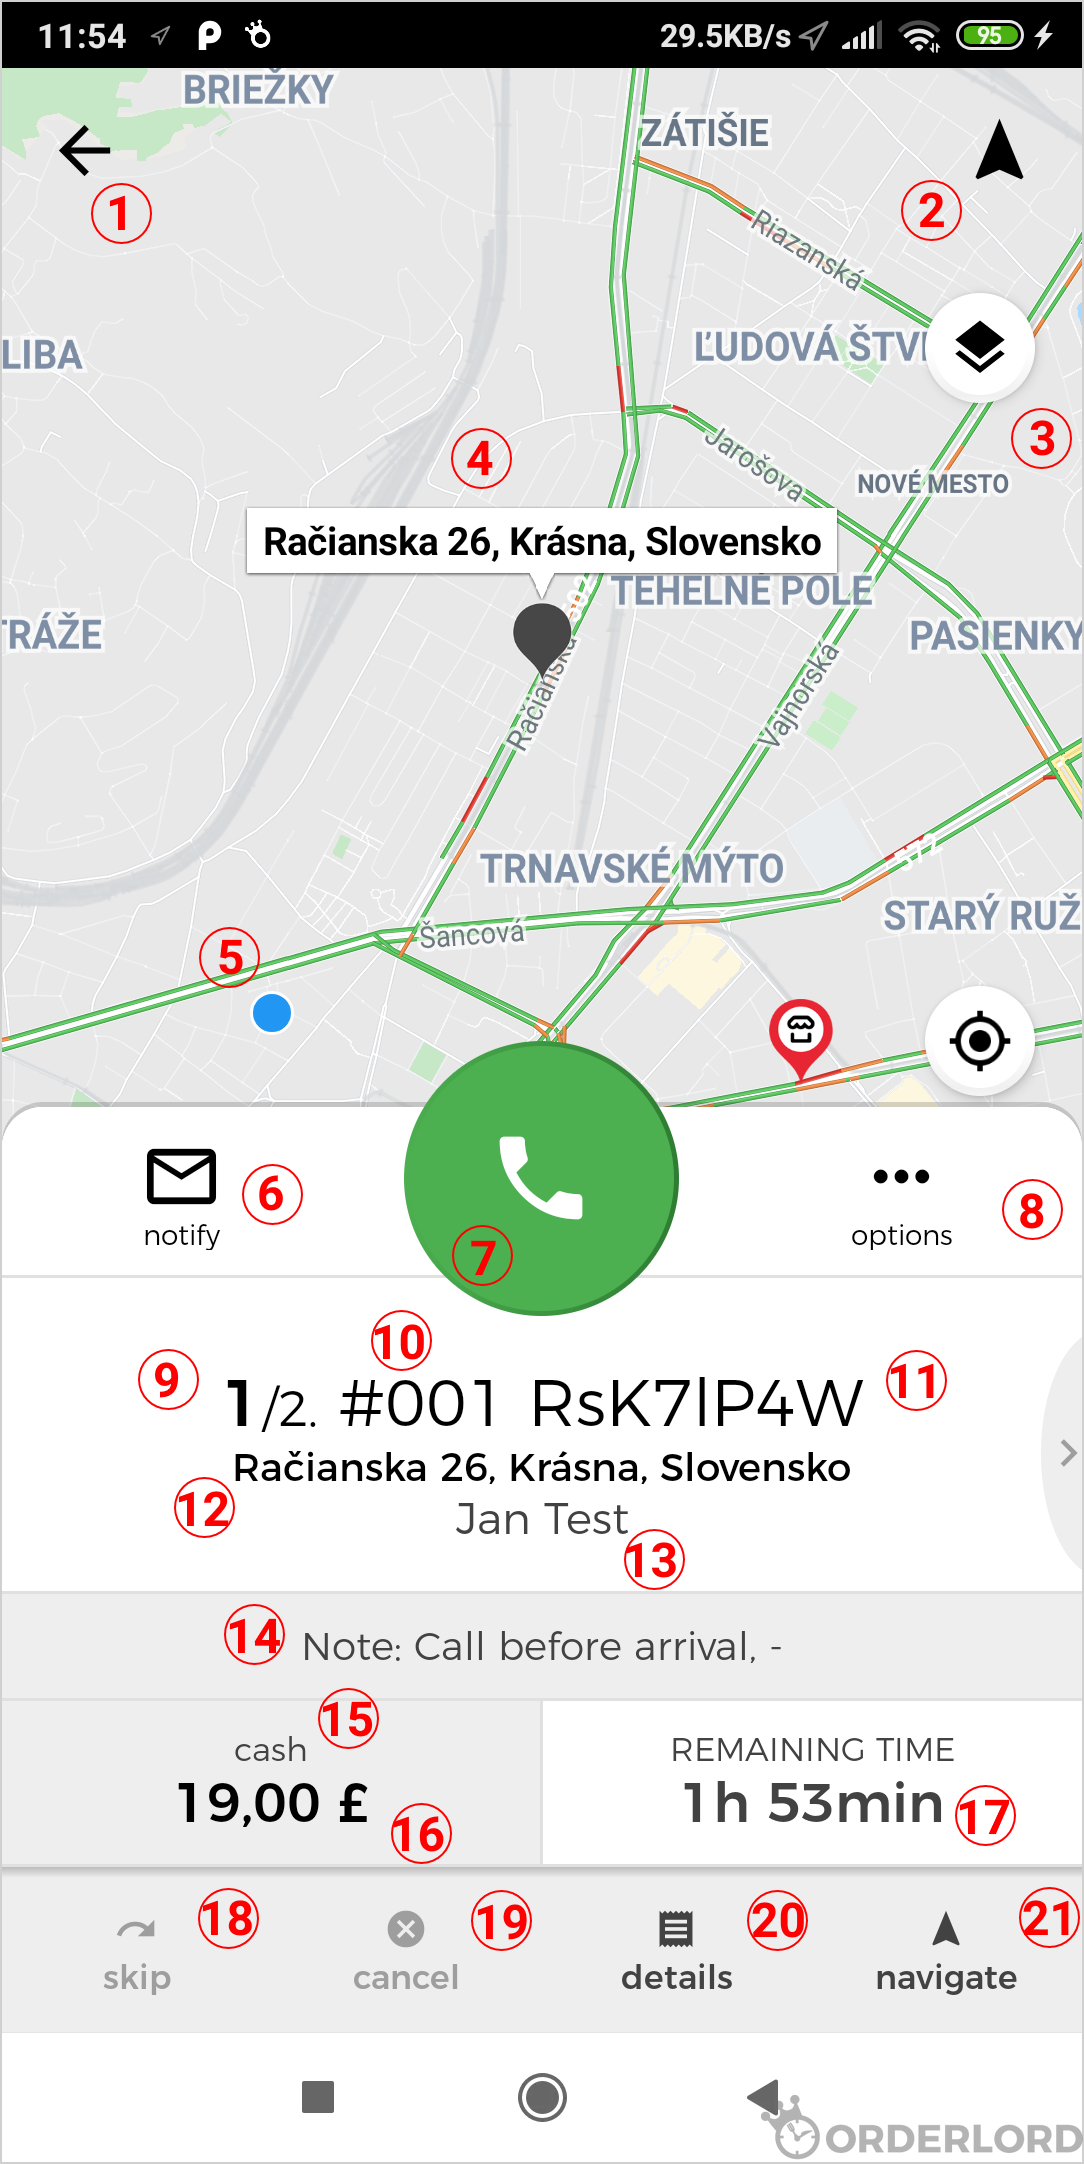 11:54
29.5KB/s
95
BRIEŽKY
ZÁTIŠIE
1
2
Riazanská
LIBA
ĽUDOVÁ ŠTV
3
4
Jarošova
NOVÉ MESTO
Račianska 26, Krásna, Slovensko
TEHELNÉ POLE
TRÁŽE
PASIENKY
Račianska
Vajnorská
TRNAVSKÉ MÝTO
STARÝ RUŽ
Šancová
5
6
notify
7
options
8
9
10
11
1/2. #001 RsK7lP4W
Račianska 26, Krásna, Slovensko
12
Jan Test
13
14
Note: Call before arrival, -
15
cash
REMAINING TIME
19,00 £
1h 53min
16
17
18
19
20
21
skip
cancel
details
navigate
ORDERLORD